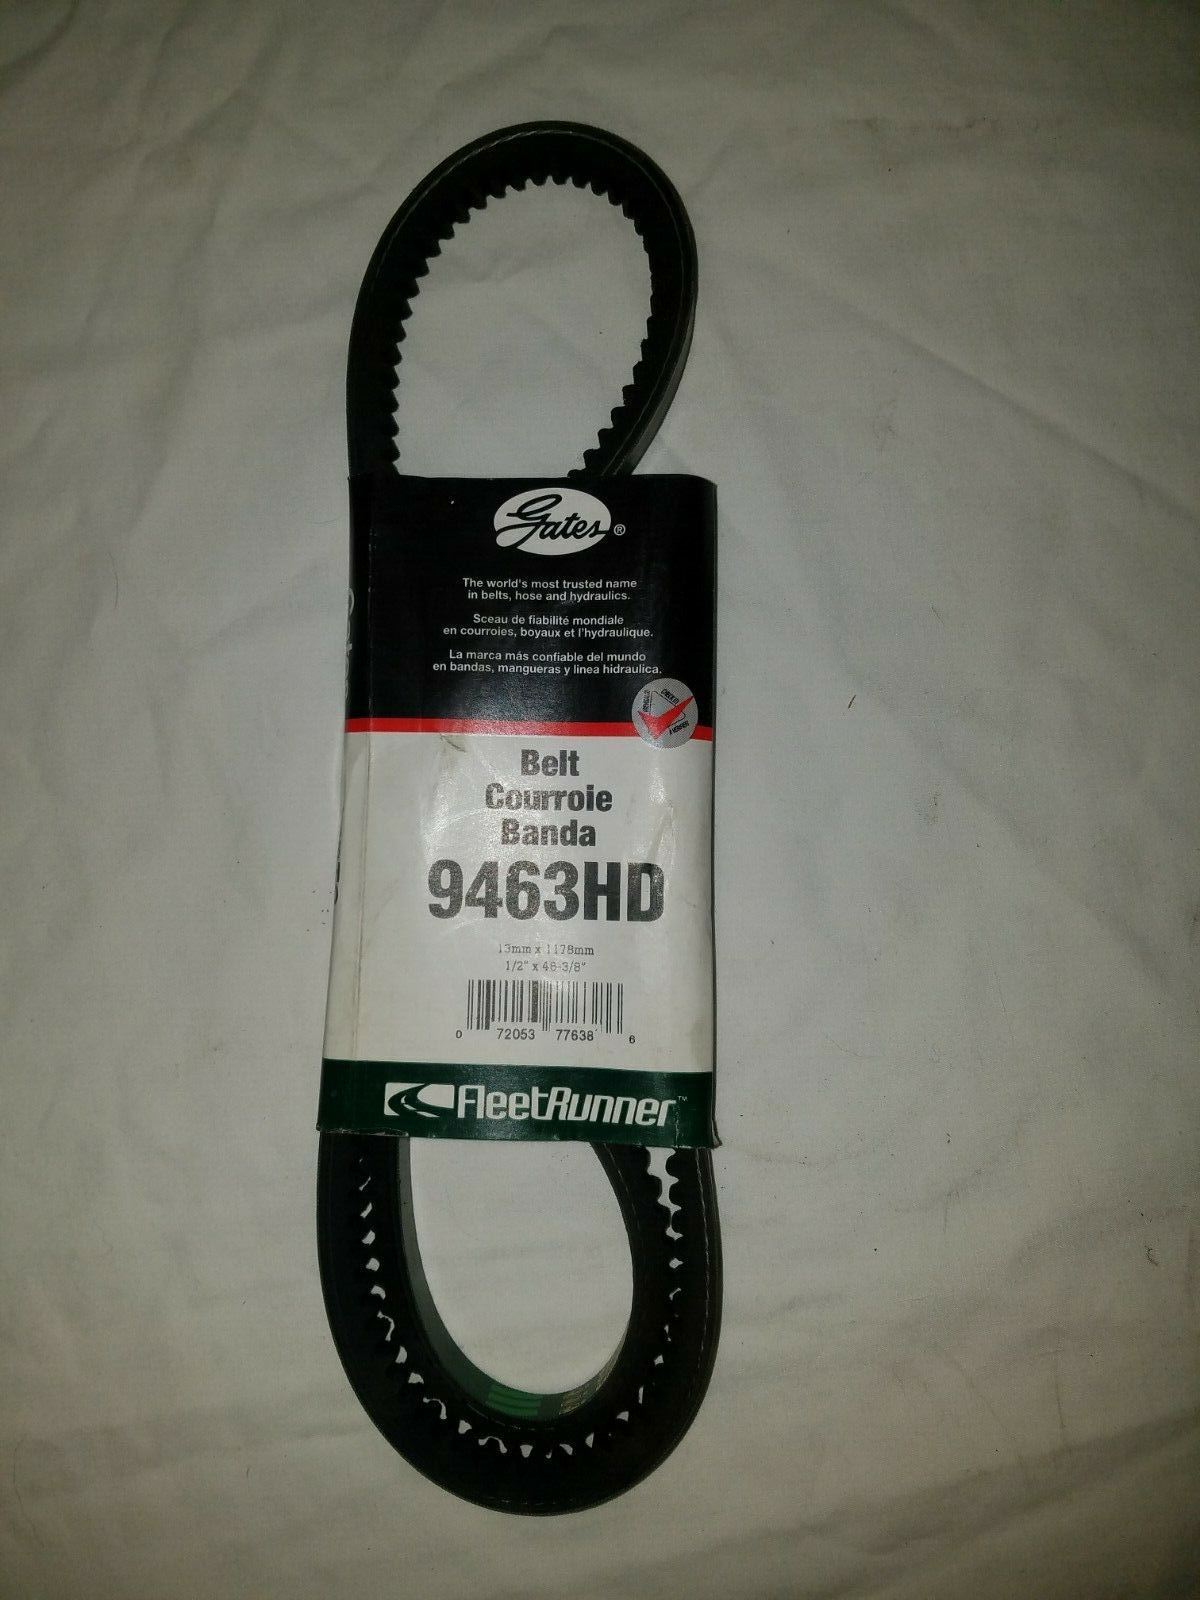 Gates®
The world's most trusted name
in belts, hose and hydraulics.
Sceau de fiabilité mondiale
en courroies, boyaux et l'hydraulique.
La marca más confiable del mundo
en bandas, mangueras y linea hidraulica.
Belt
Courroie
Banda
9463HD
13mm x 1178mm
1/2" x 46-3/8"
0 72053 77638 6
FleetRunner™